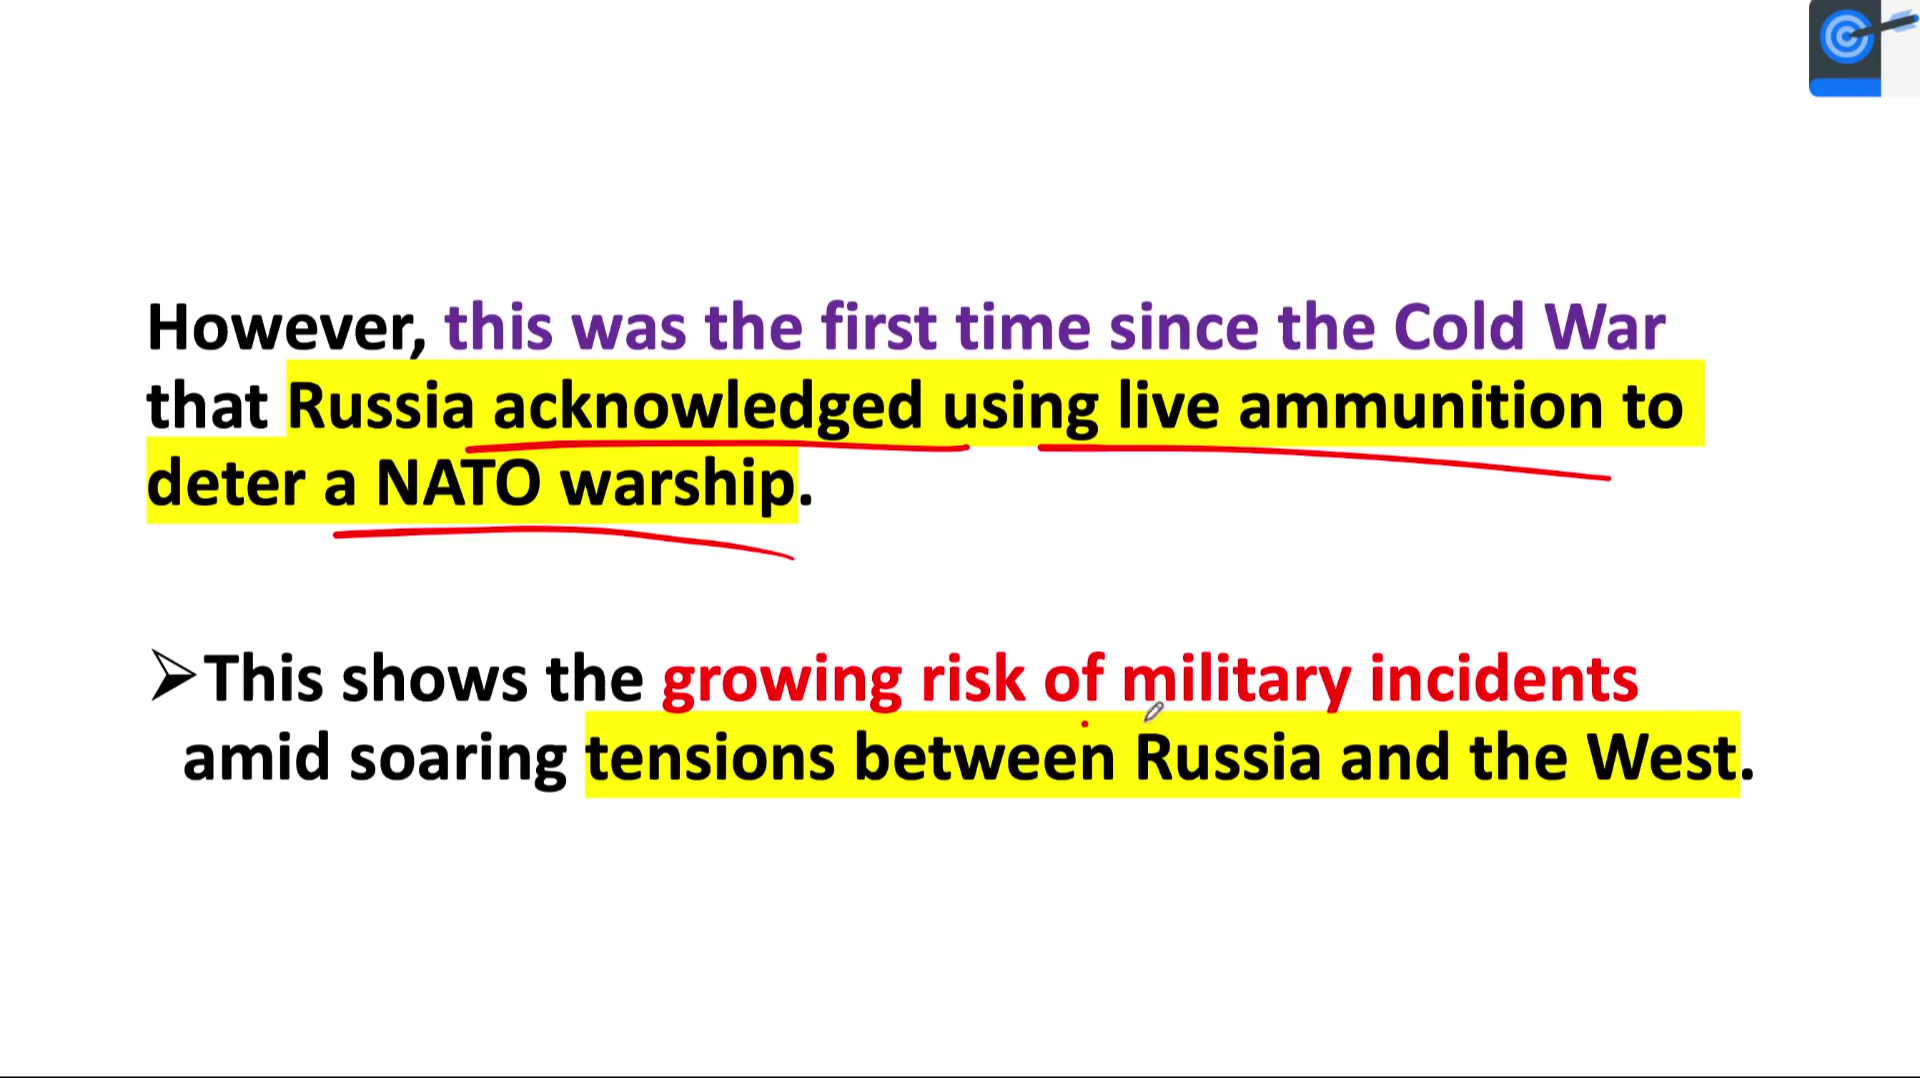 However, this was the first time since the Cold War
that Russia acknowledged using live ammunition to
deter a NATO warship.
This shows the growing risk of military incidents
amid soaring tensions between Russia and the West.